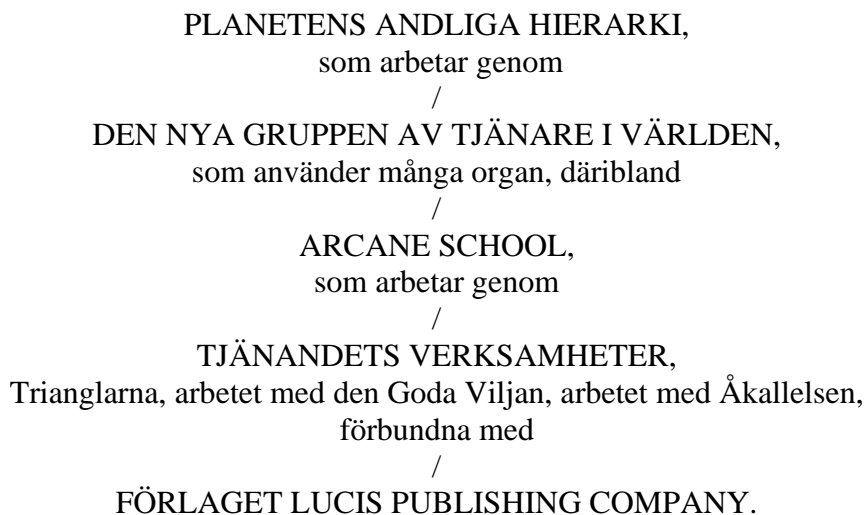 PLANETENS ANDLIGA HIERARKI,
som arbetar genom
/
DEN NYA GRUPPEN AV TJÄNARE I VÄRLDEN,
som använder många organ, däribland
/
ARCANE SCHOOL,
som arbetar genom
/
TJÄNANDETS VERKSAMHETER,
Trianglarna, arbetet med den Goda Viljan, arbetet med Åkallelsen,
förbundna med
/
FÖRLAGET LUCIS PUBLISHING COMPANY.